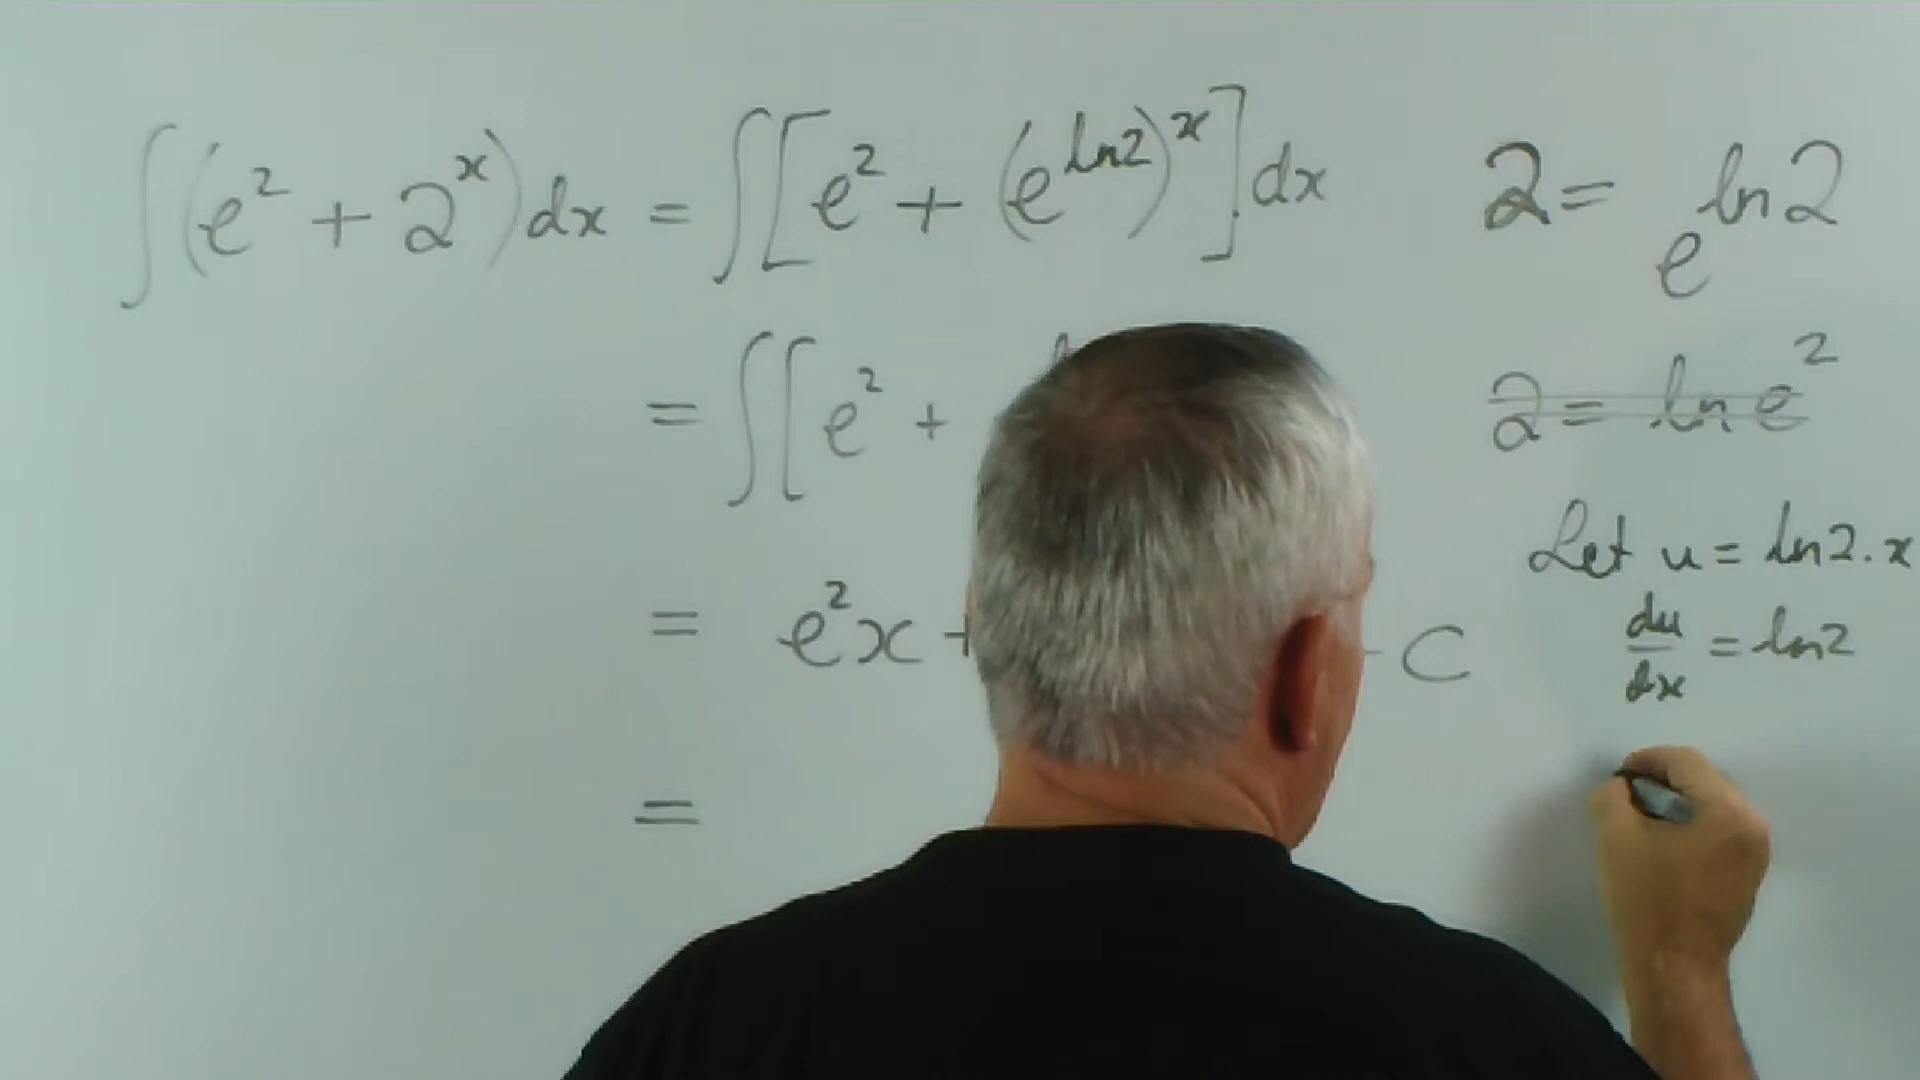 ∫(e² + 2ˣ)dx = ∫[e² + (e^ln2)ˣ]dx
2 = e^ln2
= ∫[e² +
2 = ln e²
Let u = ln2.x
= e²x + C
du/dx = ln2
=